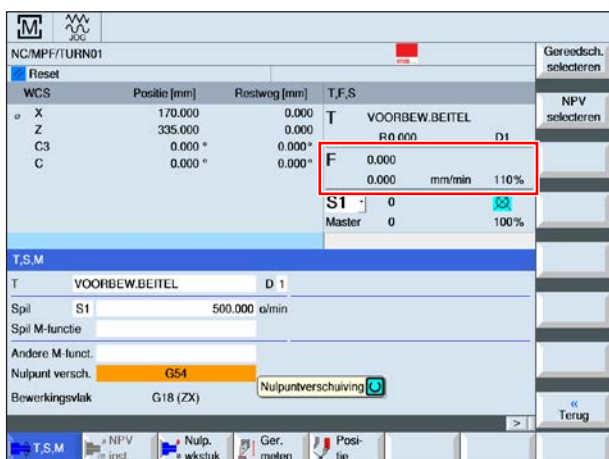 M
JOG
NC/MPF/TURN01
Reset
Gereedsch.
selecteren
WCS Positie [mm] Restweg [mm] T,F,S
NPV
selecteren
X 170.000 0.000
Z 335.000 0.000
C3 0.000 ° 0.000°
C 0.000 ° 0.000°
T VOORBEW.BEITEL
R0.000 D1
F 0.000
0.000 mm/min 110%
S1 0
Master 0 100%
T,S,M
T VOORBEW.BEITEL D 1
Spil S1 500.000 o/min
Spil M-functie
Andere M-funct.
Nulpunt versch. G54
Nulpuntverschuiving
Bewerkingsvlak G18 (ZX)
«
Terug
>
T,S,M
NPV
inst.
Nulp.
wkstuk
Ger.
meten
Posi-
tie